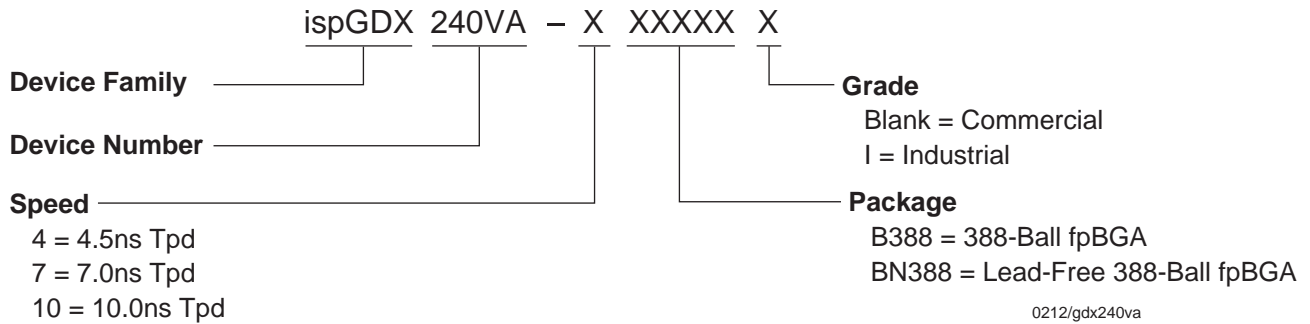 ispGDX 240VA – X XXXXX X
Device Family
Device Number
Speed
4 = 4.5ns Tpd
7 = 7.0ns Tpd
10 = 10.0ns Tpd
Grade
Blank = Commercial
I = Industrial
Package
B388 = 388-Ball fpBGA
BN388 = Lead-Free 388-Ball fpBGA
0212/gdx240va